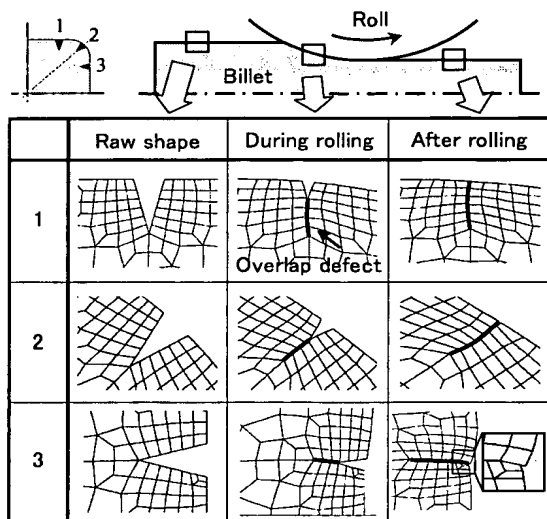 1
2
3
Roll
Billet
Raw shape
During rolling
After rolling
1
Overlap defect
2
3